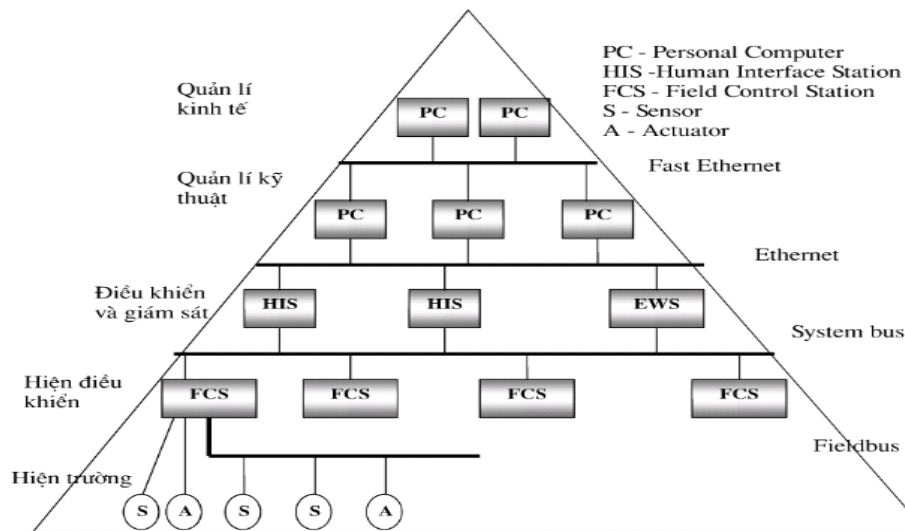 PC - Personal Computer
HIS -Human Interface Station
FCS - Field Control Station
S - Sensor
A - Actuator
Quản lí
kinh tế
PC PC
Fast Ethernet
Quản lí kỹ
thuật
PC PC PC
Ethernet
Điều khiển
và giám sát
HIS HIS EWS
System bus
Hiện điều
khiển
FCS FCS FCS FCS
Fieldbus
Hiện trường
S A S S A